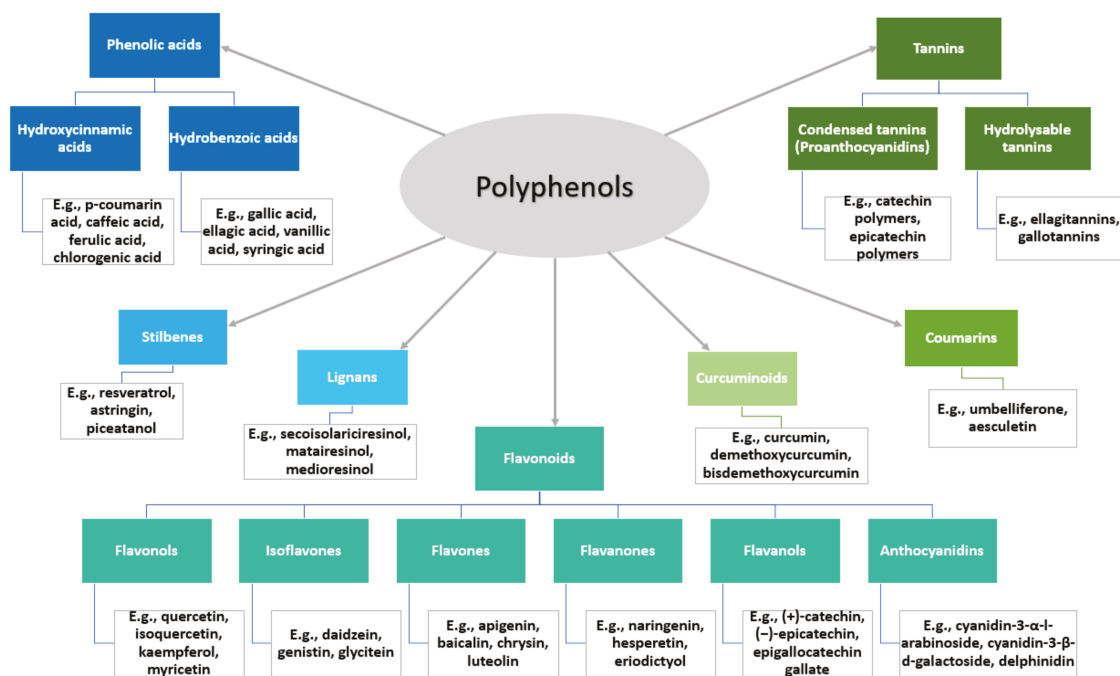 Phenolic acids
Tannins
Hydroxycinnamic
acids
Hydrobenzoic acids
Condensed tannins
(Proanthocyanidins)
Hydrolysable
tannins
Polyphenols
E.g., p-coumarin
acid, caffeic acid,
ferulic acid,
chlorogenic acid
E.g., gallic acid,
ellagic acid, vanillic
acid, syringic acid
E.g., catechin
polymers,
epicatechin
polymers
E.g., ellagitannins,
gallotannins
Stilbenes
E.g., resveratrol,
astringin,
piceatanol
Lignans
E.g., secoisolariciresinol,
matairesinol,
medioresinol
Curcuminoids
E.g., curcumin,
demethoxycurcumin,
bisdemethoxycurcumin
Coumarins
E.g., umbelliferone,
aesculetin
Flavonoids
Flavonols
Isoflavones
Flavones
Flavanones
Flavanols
Anthocyanidins
E.g., quercetin,
isoquercetin,
kaempferol,
myricetin
E.g., daidzein,
genistin, glycitein
E.g., apigenin,
baicalin, chrysin,
luteolin
E.g., naringenin,
hesperetin,
eriodictyol
E.g., (+)-catechin,
(−)-epicatechin,
epigallocatechin
gallate
E.g., cyanidin-3-α-l-
arabinoside, cyanidin-3-β-
d-galactoside, delphinidin